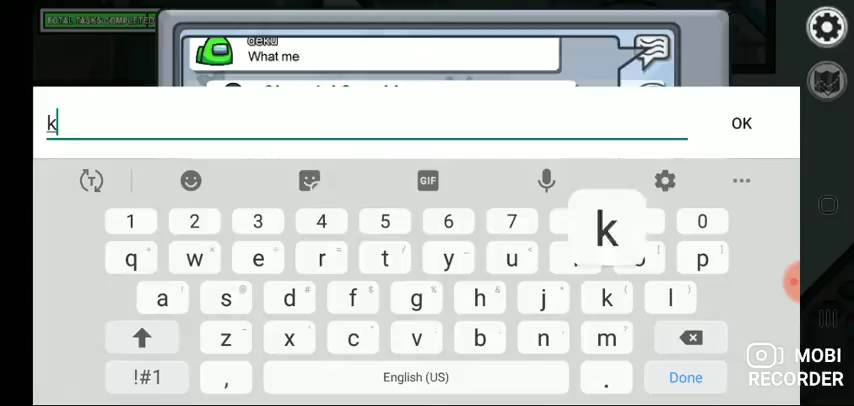 TOTAL TASKS COMPLETED
deku
What me
k
OK
GIF
1 2 3 4 5 6 7 0
q w e r t y u p
a s d f g h j k l
k
z x c v b n m
!#1 , English (US) . Done
MOBI
RECORDER